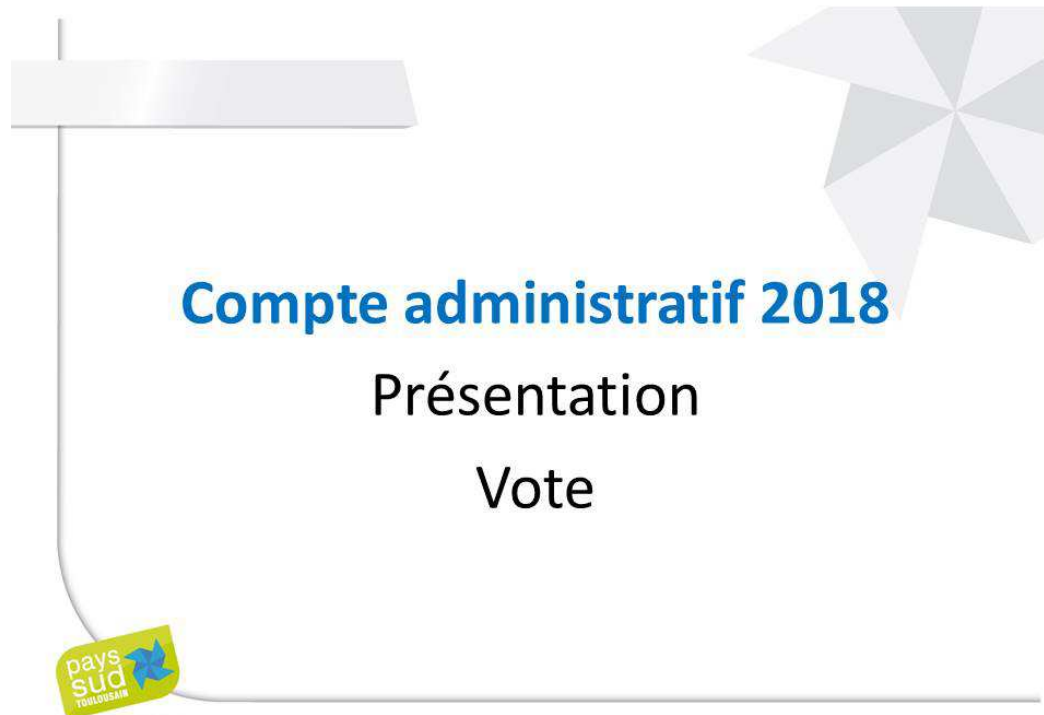 Compte administratif 2018
Présentation
Vote
pays
sud
TOULOUSAIN